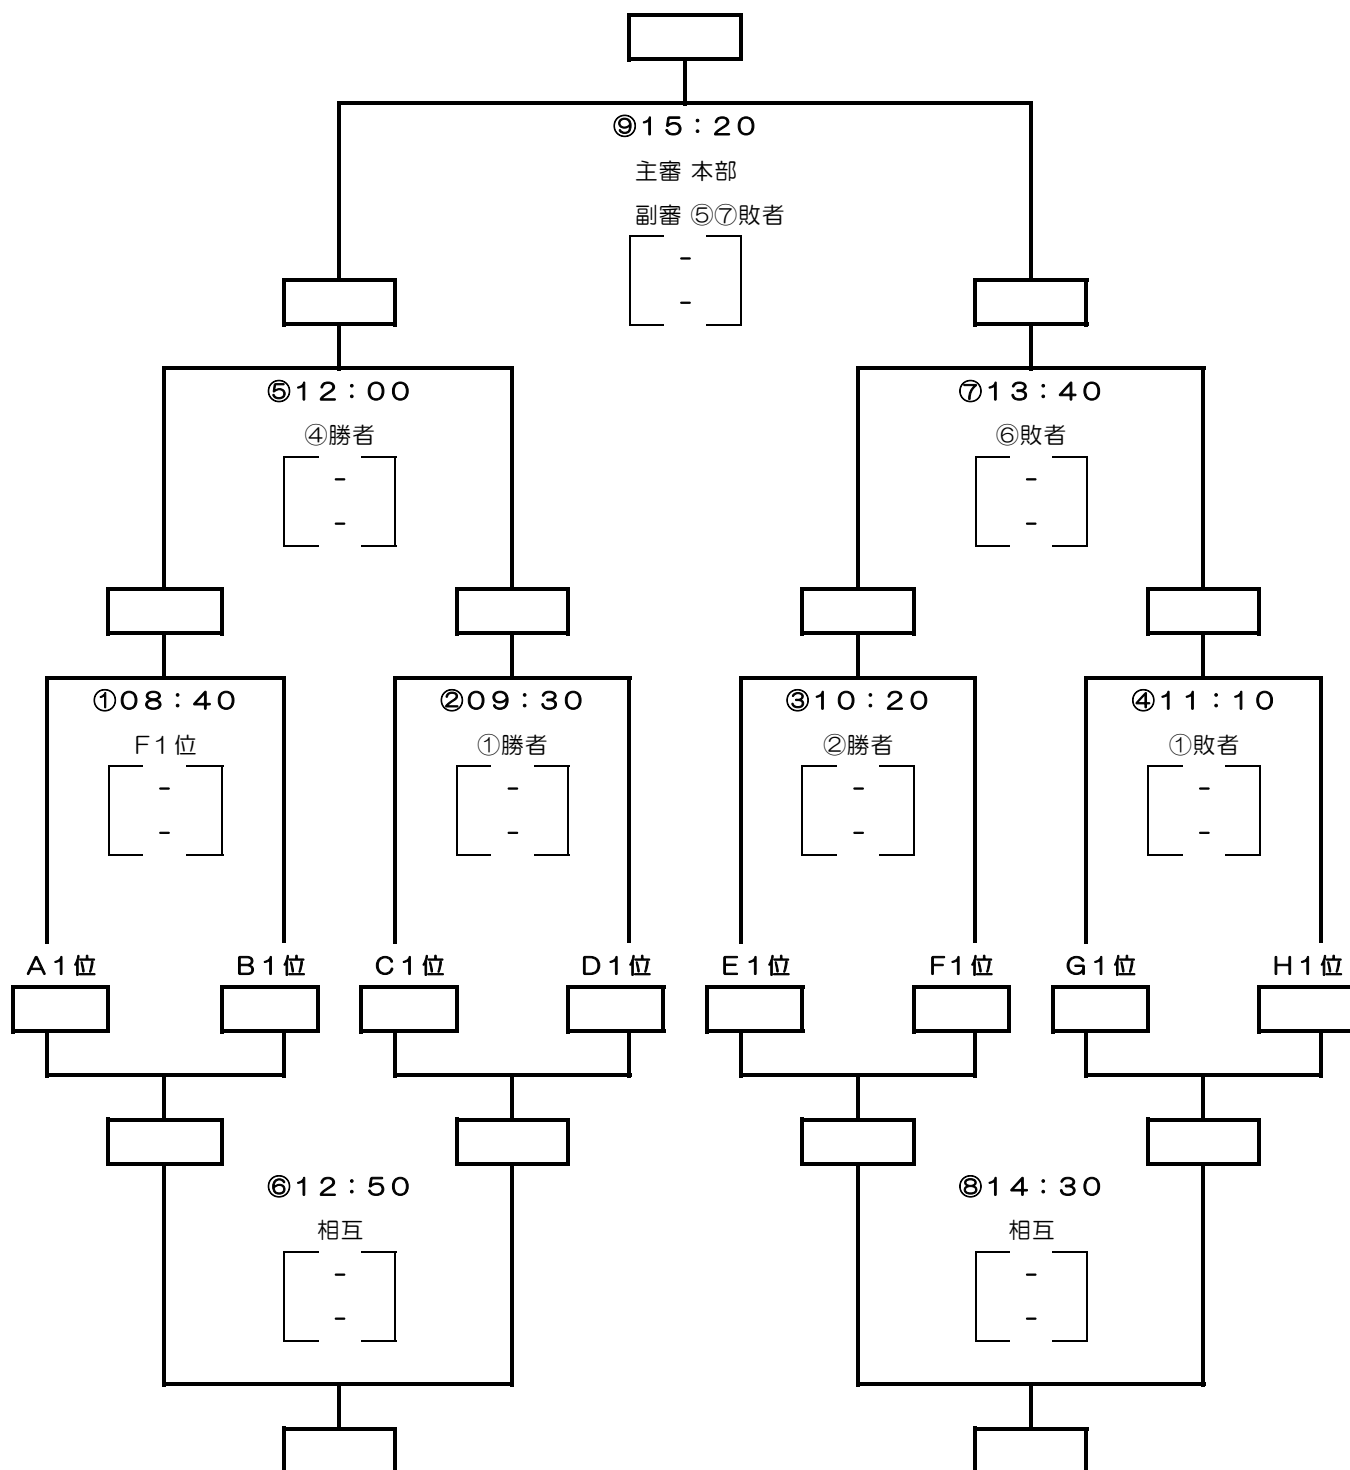 ⑨１５：２０
主審 本部
副審 ⑤⑦敗者
-
-
⑤１２：００
④勝者
-
-
⑦１３：４０
⑥敗者
-
-
①０８：４０
Ｆ１位
-
-
②０９：３０
①勝者
-
-
③１０：２０
②勝者
-
-
④１１：１０
①敗者
-
-
Ａ１位
Ｂ１位
Ｃ１位
Ｄ１位
Ｅ１位
Ｆ１位
Ｇ１位
Ｈ１位
⑥１２：５０
相互
-
-
⑧１４：３０
相互
-
-